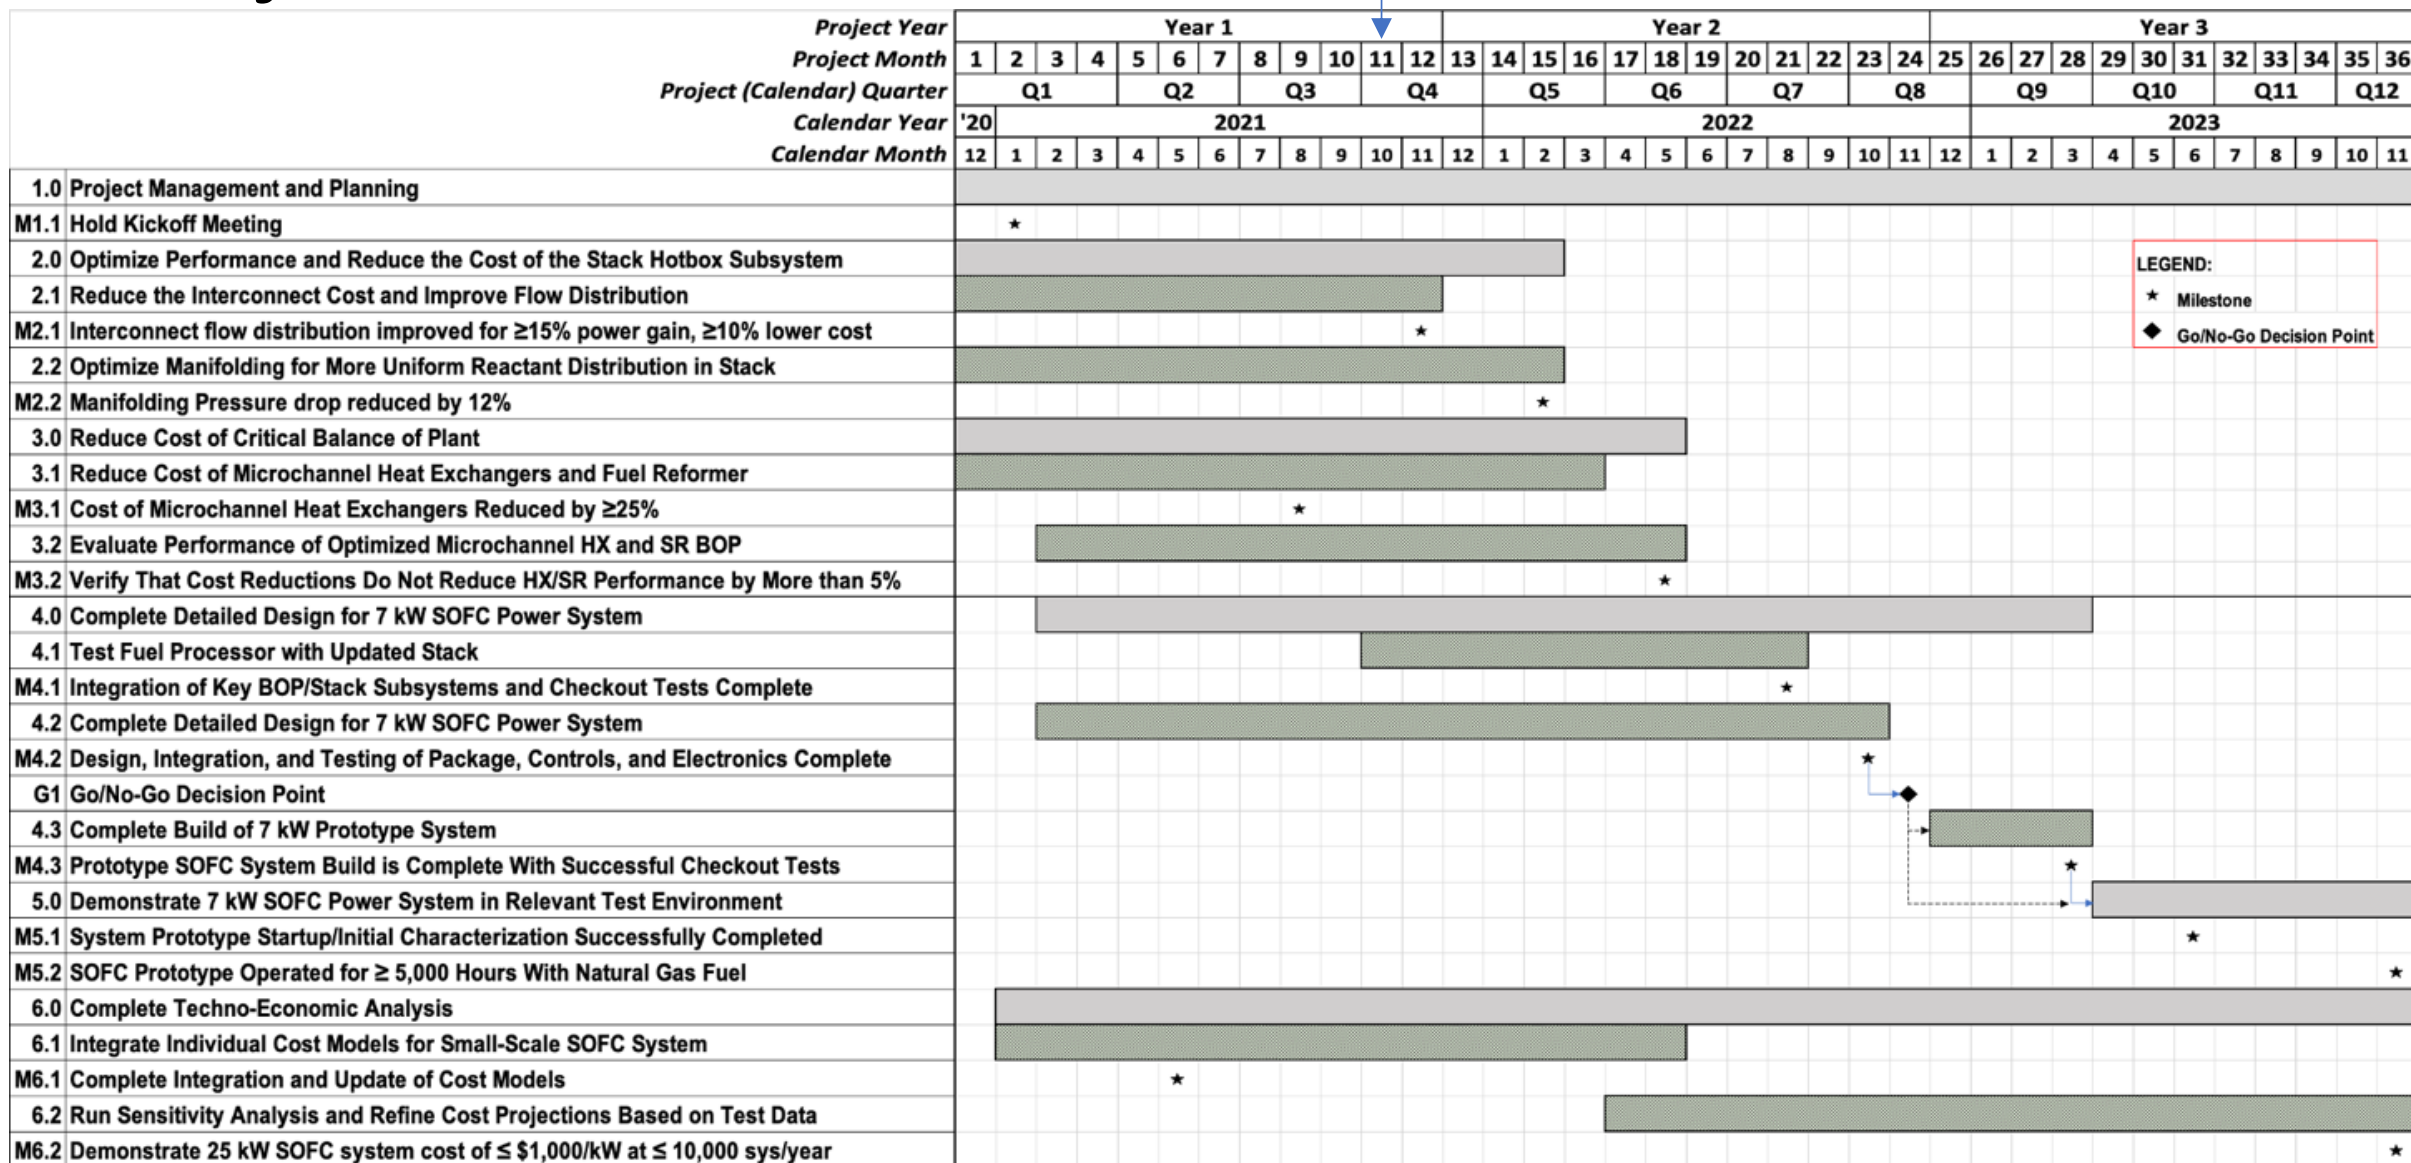 Project Year Year 1 Year 2 Year 3
Project Month 1 2 3 4 5 6 7 8 9 10 11 12 13 14 15 16 17 18 19 20 21 22 23 24 25 26 27 28 29 30 31 32 33 34 35 36
Project (Calendar) Quarter Q1 Q2 Q3 Q4 Q5 Q6 Q7 Q8 Q9 Q10 Q11 Q12
Calendar Year '20 2021 2022 2023
Calendar Month 12 1 2 3 4 5 6 7 8 9 10 11 12 1 2 3 4 5 6 7 8 9 10 11 12 1 2 3 4 5 6 7 8 9 10 11
1.0 Project Management and Planning
M1.1 Hold Kickoff Meeting
2.0 Optimize Performance and Reduce the Cost of the Stack Hotbox Subsystem
LEGEND:
2.1 Reduce the Interconnect Cost and Improve Flow Distribution
Milestone
M2.1 Interconnect flow distribution improved for ≥15% power gain, ≥10% lower cost
Go/No-Go Decision Point
2.2 Optimize Manifolding for More Uniform Reactant Distribution in Stack
M2.2 Manifolding Pressure drop reduced by 12%
3.0 Reduce Cost of Critical Balance of Plant
3.1 Reduce Cost of Microchannel Heat Exchangers and Fuel Reformer
M3.1 Cost of Microchannel Heat Exchangers Reduced by ≥25%
3.2 Evaluate Performance of Optimized Microchannel HX and SR BOP
M3.2 Verify That Cost Reductions Do Not Reduce HX/SR Performance by More than 5%
4.0 Complete Detailed Design for 7 kW SOFC Power System
4.1 Test Fuel Processor with Updated Stack
M4.1 Integration of Key BOP/Stack Subsystems and Checkout Tests Complete
4.2 Complete Detailed Design for 7 kW SOFC Power System
M4.2 Design, Integration, and Testing of Package, Controls, and Electronics Complete
G1 Go/No-Go Decision Point
4.3 Complete Build of 7 kW Prototype System
M4.3 Prototype SOFC System Build is Complete With Successful Checkout Tests
5.0 Demonstrate 7 kW SOFC Power System in Relevant Test Environment
M5.1 System Prototype Startup/Initial Characterization Successfully Completed
M5.2 SOFC Prototype Operated for ≥ 5,000 Hours With Natural Gas Fuel
6.0 Complete Techno-Economic Analysis
6.1 Integrate Individual Cost Models for Small-Scale SOFC System
M6.1 Complete Integration and Update of Cost Models
6.2 Run Sensitivity Analysis and Refine Cost Projections Based on Test Data
M6.2 Demonstrate 25 kW SOFC system cost of ≤ $1,000/kW at ≤ 10,000 sys/year